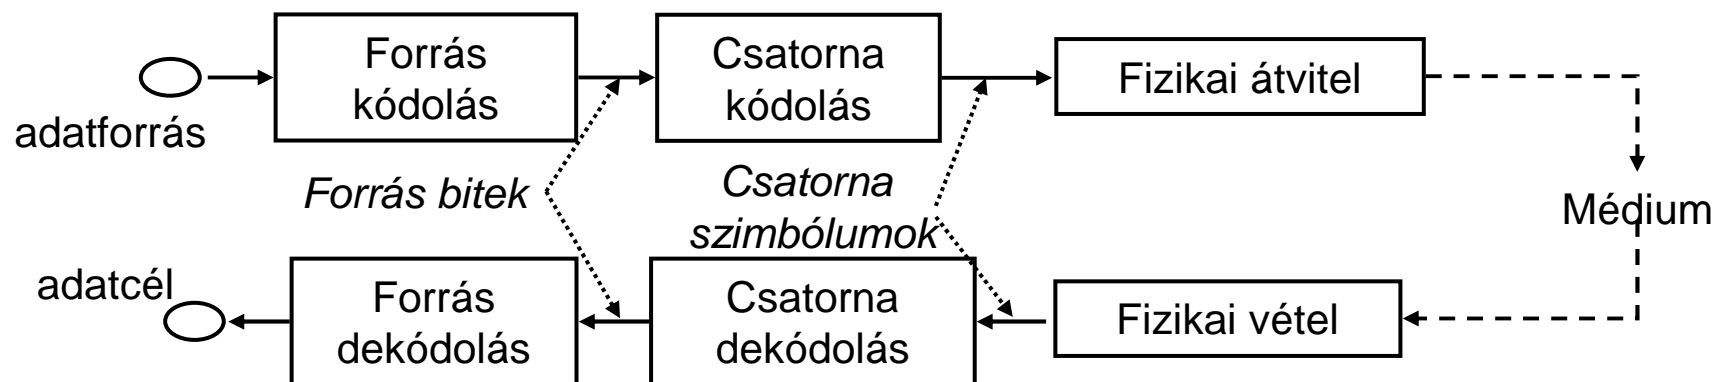 Forrás
kódolás
Csatorna
kódolás
Fizikai átvitel
adatforrás
Forrás bitek
Csatorna
szimbólumok
Médium
adatcél
Forrás
dekódolás
Csatorna
dekódolás
Fizikai vétel